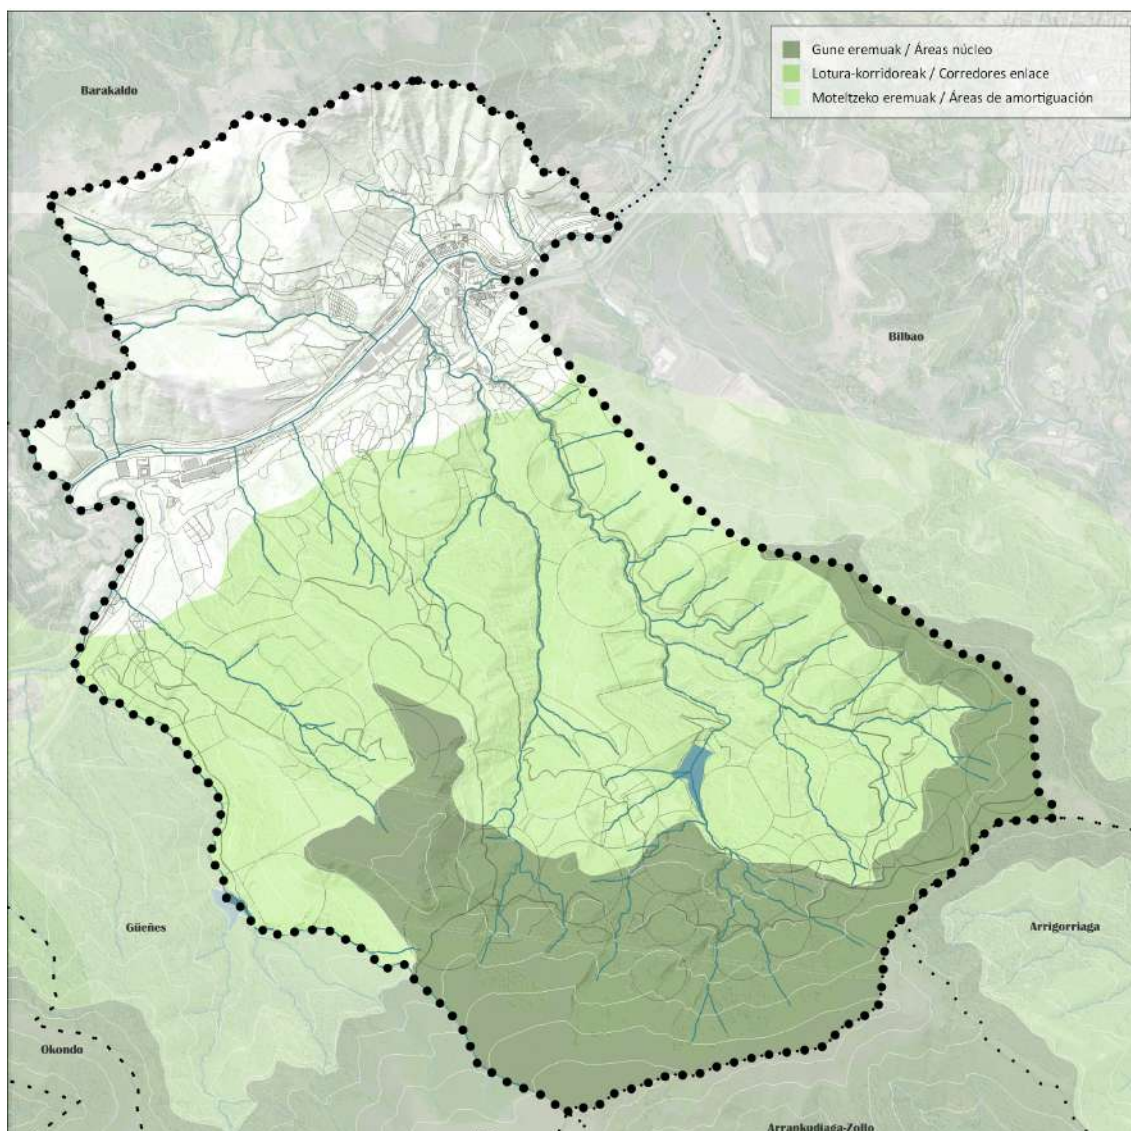 Gune eremuak / Áreas núcleo
Lotura-korridoreak / Corredores enlace
Moteltzeko eremuak / Áreas de amortiguación
Barakaldo
Bilbao
Güeñes
Arrigorriaga
Okondo
Arrankudiaga-Zollo